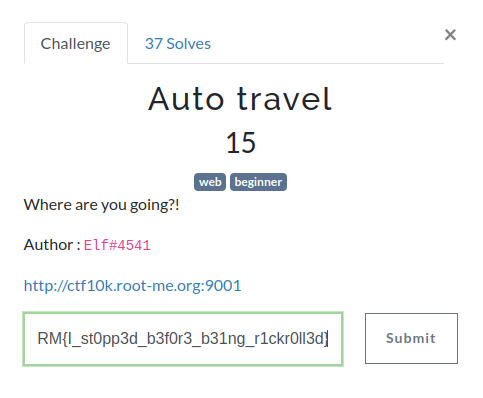 Challenge 37 Solves ×
Auto travel
15
web beginner
Where are you going?!
Author : Elf#4541
http://ctf10k.root-me.org:9001
RM{I_st0pp3d_b3f0r3_b31ng_r1ckr0ll3d} Submit